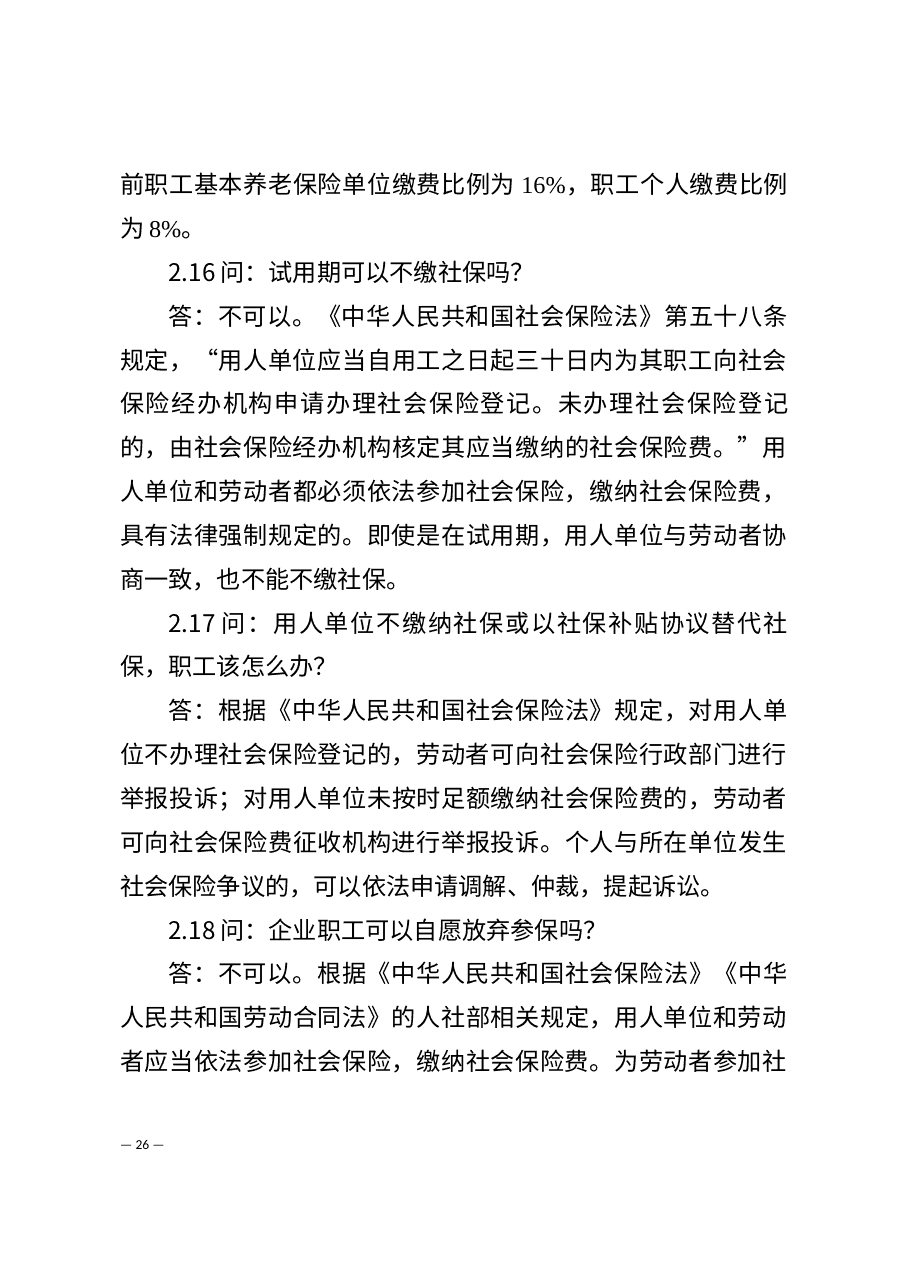 前职工基本养老保险单位缴费比例为 16%，职工个人缴费比例
为 8%。
2.16 问：试用期可以不缴社保吗？
答：不可以。《中华人民共和国社会保险法》第五十八条
规定，“用人单位应当自用工之日起三十日内为其职工向社会
保险经办机构申请办理社会保险登记。未办理社会保险登记
的，由社会保险经办机构核定其应当缴纳的社会保险费。”用
人单位和劳动者都必须依法参加社会保险，缴纳社会保险费，
具有法律强制规定的。即使是在试用期，用人单位与劳动者协
商一致，也不能不缴社保。
2.17 问：用人单位不缴纳社保或以社保补贴协议替代社
保，职工该怎么办？
答：根据《中华人民共和国社会保险法》规定，对用人单
位不办理社会保险登记的，劳动者可向社会保险行政部门进行
举报投诉；对用人单位未按时足额缴纳社会保险费的，劳动者
可向社会保险费征收机构进行举报投诉。个人与所在单位发生
社会保险争议的，可以依法申请调解、仲裁，提起诉讼。
2.18 问：企业职工可以自愿放弃参保吗？
答：不可以。根据《中华人民共和国社会保险法》《中华
人民共和国劳动合同法》的人社部相关规定，用人单位和劳动
者应当依法参加社会保险，缴纳社会保险费。为劳动者参加社
— 26 —